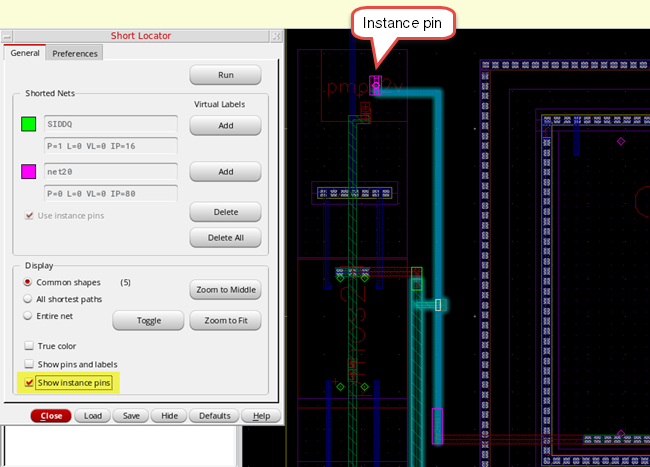 Instance pin
Short Locator
General
Preferences
Run
Shorted Nets
Virtual Labels
SIDDQ
Add
P=1 L=0 VL=0 IP=16
net20
Add
P=0 L=0 VL=0 IP=80
Use instance pins
Delete
Delete All
Display
Common shapes (5)
Zoom to Middle
All shortest paths
Entire net
Toggle
Zoom to Fit
True color
Show pins and labels
Show instance pins
Close
Load
Save
Hide
Defaults
Help